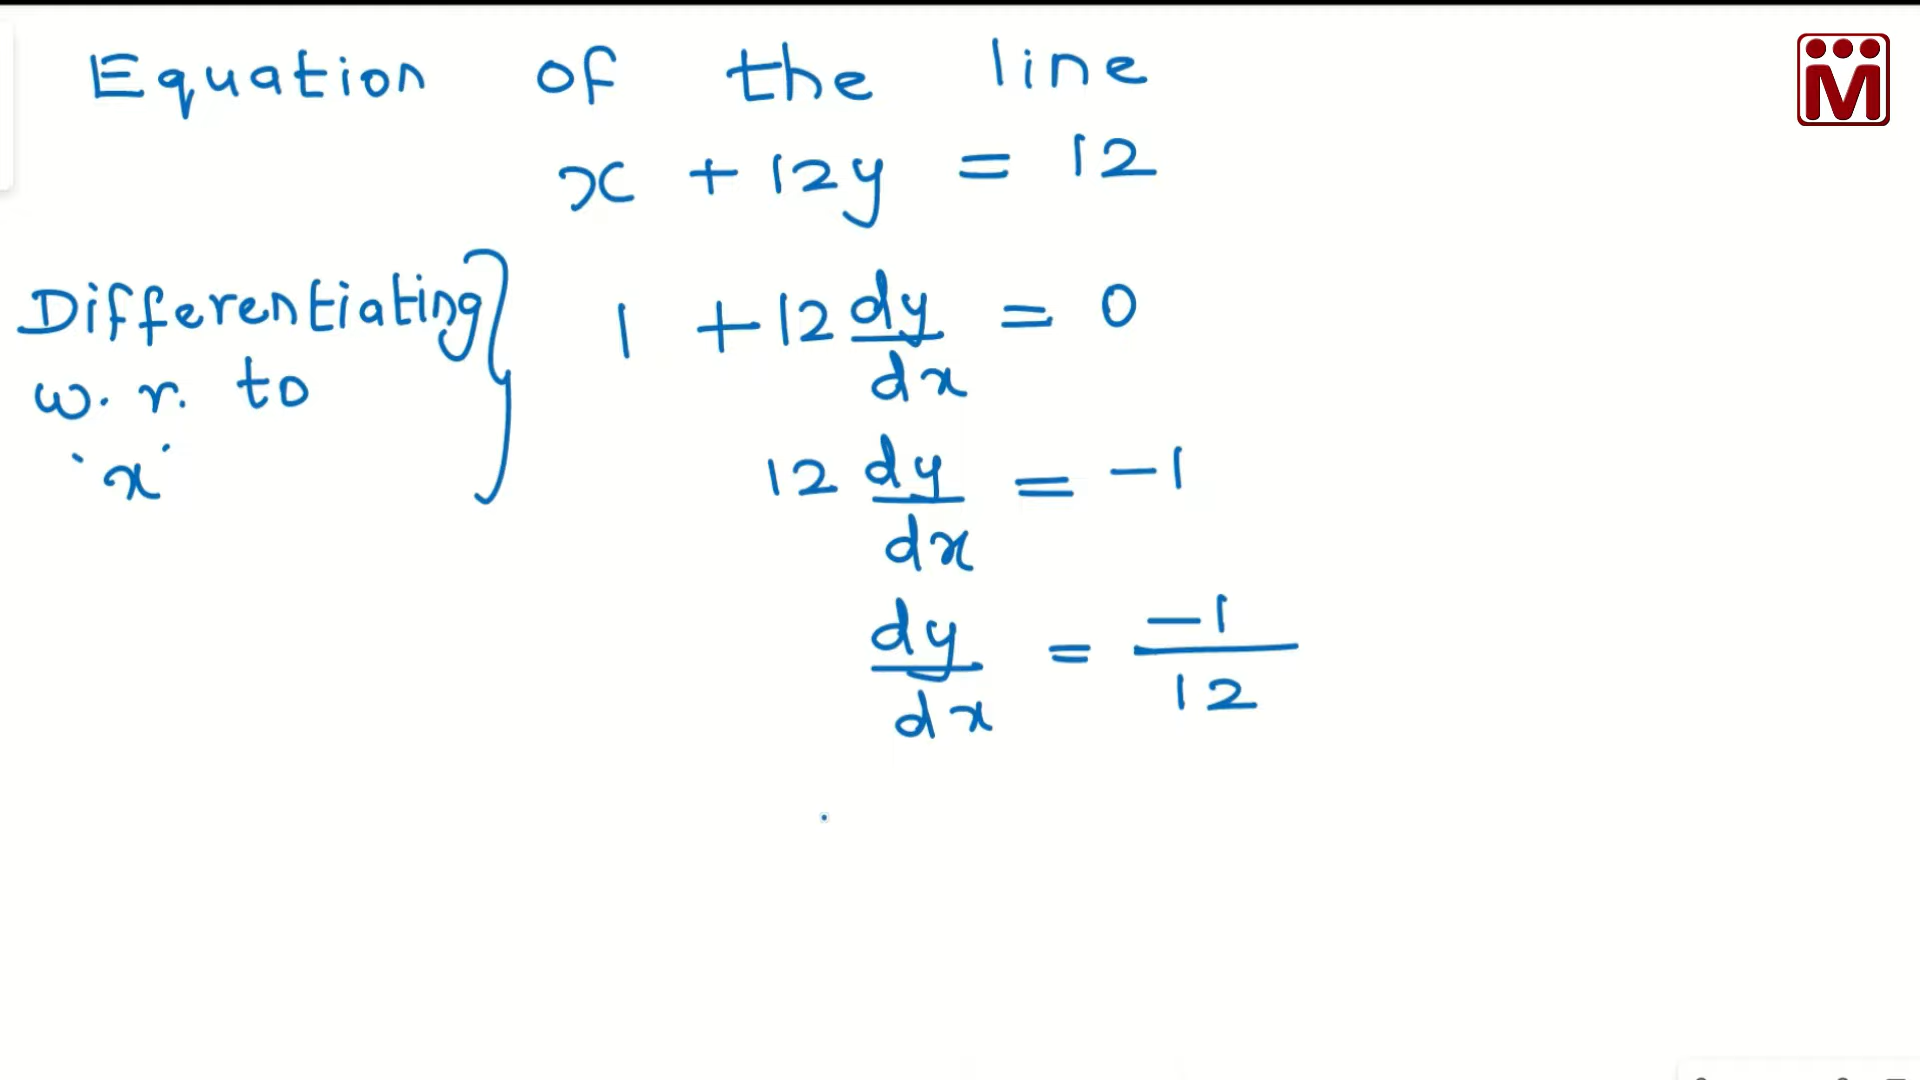 Equation of the line
x + 12y = 12
Differentiating w. r. to 'x'
1 + 12 dy/dx = 0
12 dy/dx = -1
dy/dx = -1/12
M